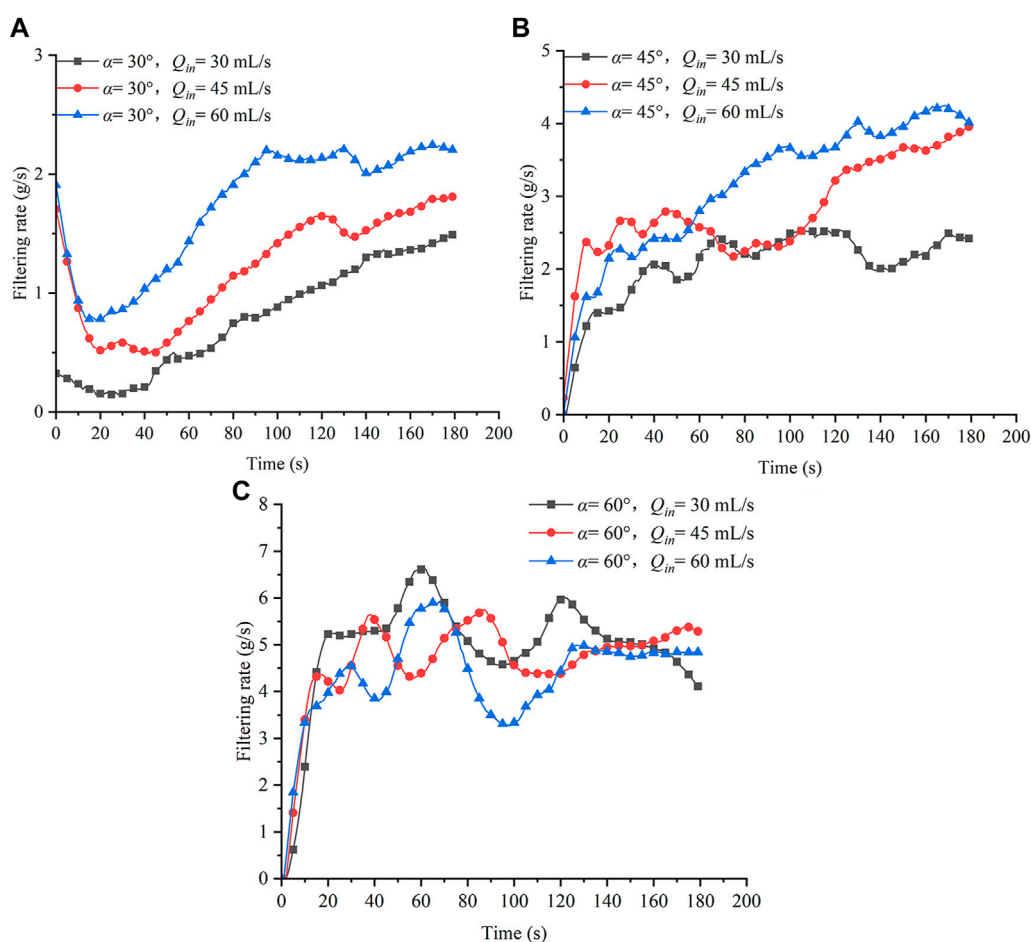 A
α= 30°， Qin= 30 mL/s
α= 30°， Qin= 45 mL/s
α= 30°， Qin= 60 mL/s
3
2
1
0
Filtering rate (g/s)
0 20 40 60 80 100 120 140 160 180 200
Time (s)
B
α= 45°， Qin= 30 mL/s
α= 45°， Qin= 45 mL/s
α= 45°， Qin= 60 mL/s
5
4
3
2
1
0
Filtering rate (g/s)
0 20 40 60 80 100 120 140 160 180 200
Time (s)
C
α= 60°， Qin= 30 mL/s
α= 60°， Qin= 45 mL/s
α= 60°， Qin= 60 mL/s
8
7
6
5
4
3
2
1
0
Filtering rate (g/s)
0 20 40 60 80 100 120 140 160 180 200
Time (s)